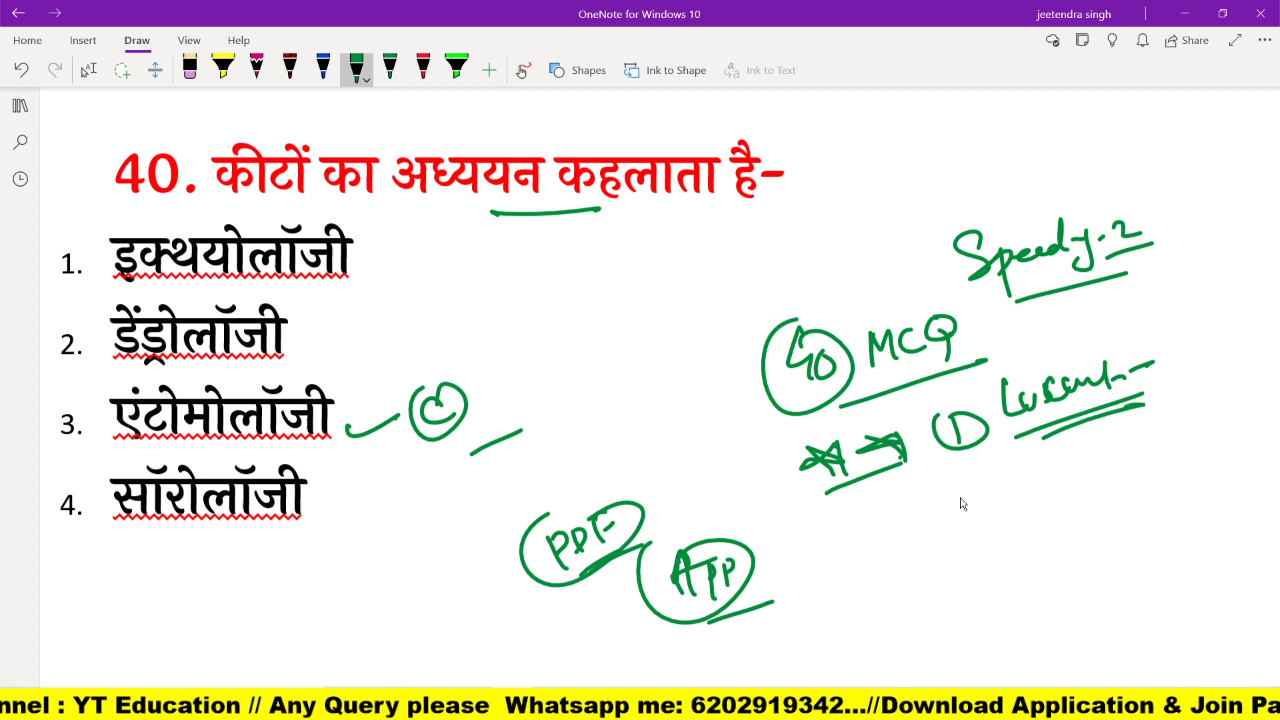 OneNote for Windows 10
jeetendra singh
Home Insert Draw View Help
Share
Shapes Ink to Shape Ink to Text
40. कीटों का अध्ययन कहलाता है-
1. इक्थयोलॉजी
2. डेंड्रोलॉजी
3. एंटोमोलॉजी C
4. सॉरोलॉजी
Speedy.2
40 MCQ
1 Lucent
PDF
APP
nnel : YT Education // Any Query please Whatsapp me: 6202919342...//Download Application & Join Pa